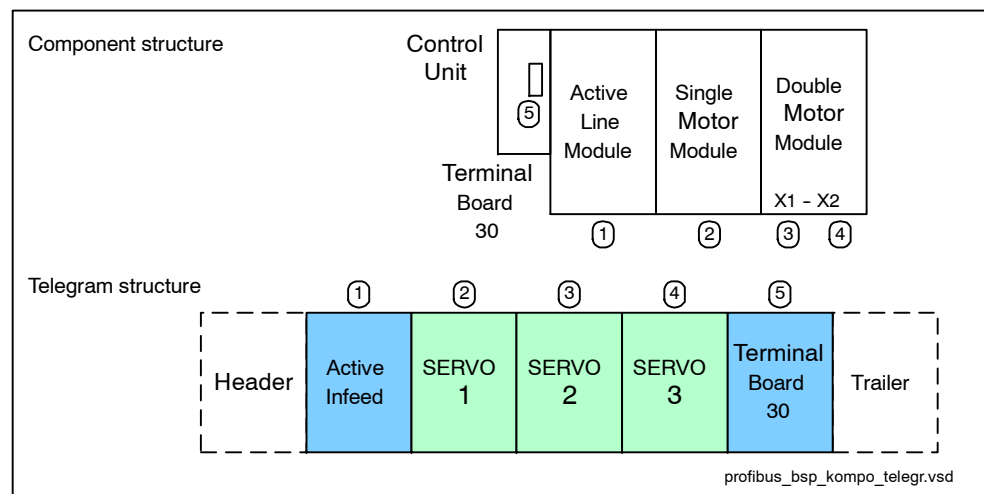 Component structure
Control
Unit
5
Active
Line
Module
Single
Motor
Module
Double
Motor
Module
X1 - X2
Terminal
Board
30
1
2
3
4
Telegram structure
1
2
3
4
5
Header
Active
Infeed
SERVO
1
SERVO
2
SERVO
3
Terminal
Board
30
Trailer
profibus_bsp_kompo_telegr.vsd